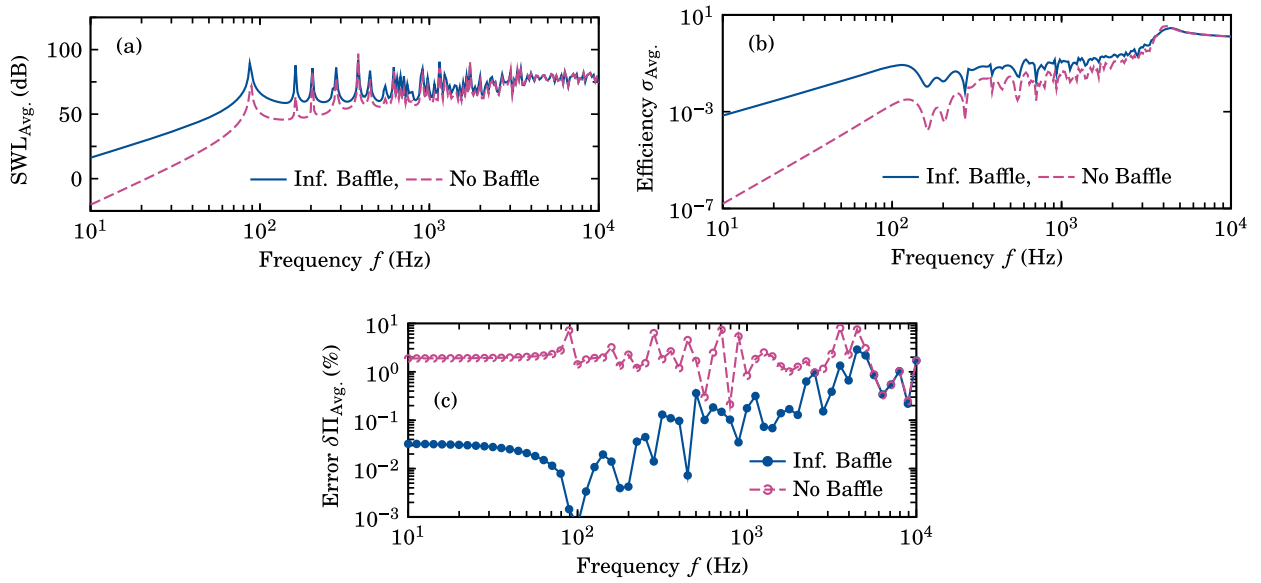 (a)
SWL_Avg. (dB)
100
50
0
Inf. Baffle, No Baffle
10^1 10^2 10^3 10^4
Frequency f (Hz)
(b)
Efficiency σ_Avg.
10^1
10^-3
10^-7
Inf. Baffle, No Baffle
10^1 10^2 10^3 10^4
Frequency f (Hz)
(c)
Error δΠ_Avg. (%)
10^1
10^0
10^-1
10^-2
10^-3
Inf. Baffle
No Baffle
10^1 10^2 10^3 10^4
Frequency f (Hz)